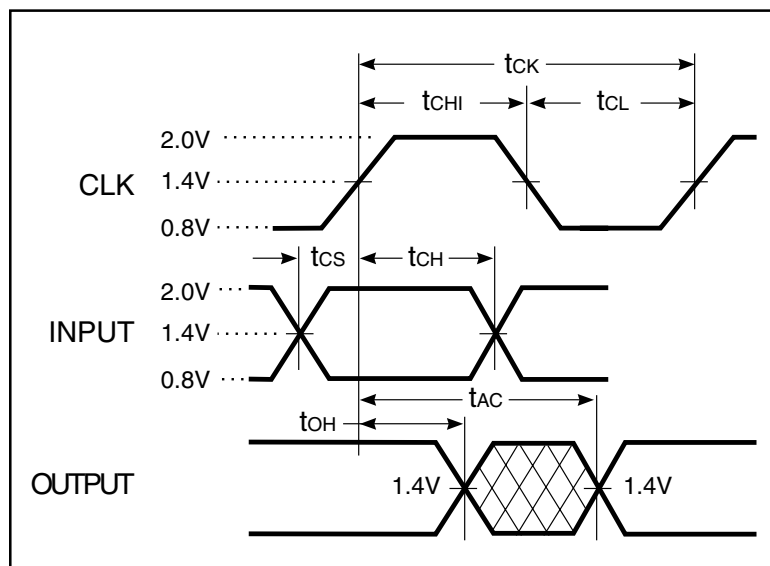 tCK
tCHI tCL
2.0V
CLK 1.4V
0.8V
tCS tCH
2.0V
INPUT 1.4V
0.8V
tAC
tOH
OUTPUT 1.4V 1.4V